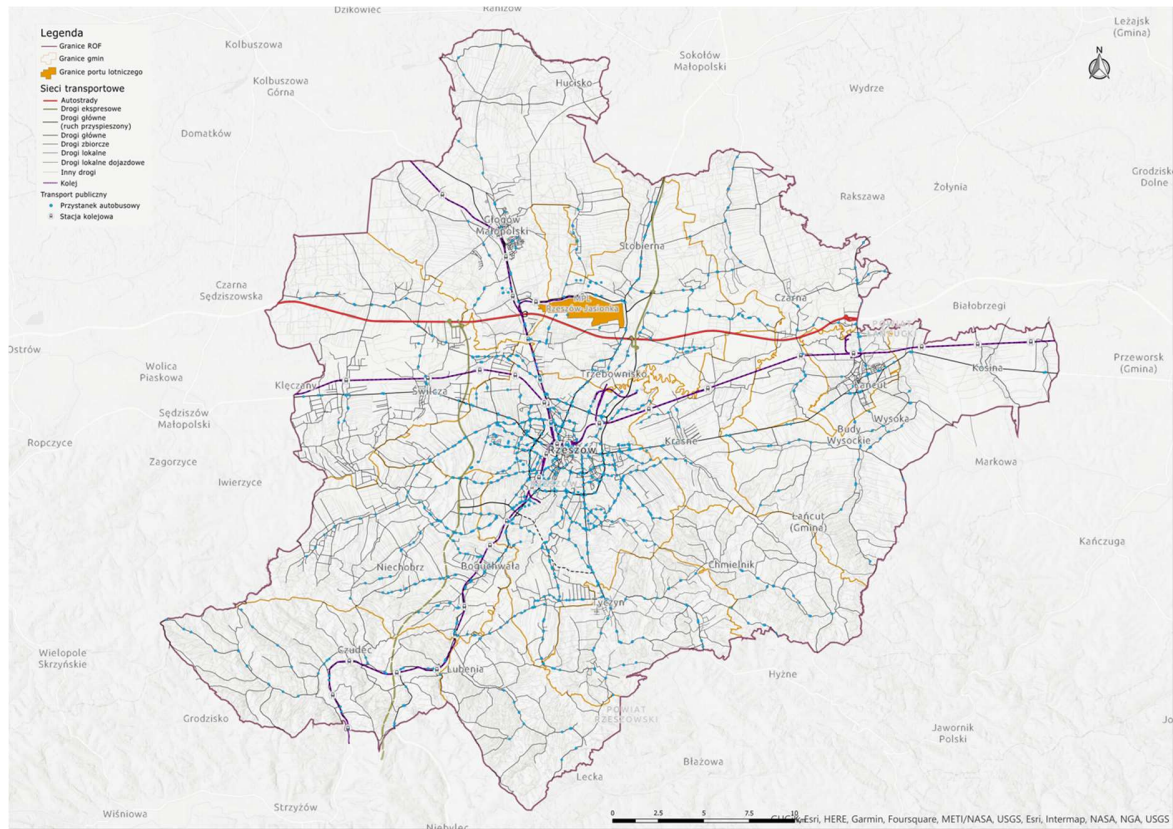 Dzikowiec
Raniżów
Leżajsk
(Gmina)
Legenda
Granice ROF
Granice gmin
Granice portu lotniczego
Sieci transportowe
Autostrady
Drogi ekspresowe
Drogi główne
(ruch przyspieszony)
Drogi główne
Drogi zbiorcze
Drogi lokalne
Drogi lokalne dojazdowe
Inny drogi
Kolej
Transport publiczny
Przystanek autobusowy
Stacja kolejowa
N
Kolbuszowa
Sokołów
Małopolski
Kolbuszowa
Górna
Hucisko
Wydrze
Domatków
Grodzisko
Dolne
Żołynia
Rakszawa
Głogów
Małopolski
Stobierna
Czarna
Sędziszowska
Czarna
Białobrzegi
Ostrów
Wolica
Piaskowa
Przeworsk
(Gmina)
Klęczany
Trzebownisko
Kosina
Świlcza
Łańcut
Sędziszów
Małopolski
Wysoka
Budy
Wysockie
Ropczyce
Krasne
Rzeszów
Zagorzyce
Markowa
Iwierzyce
Łańcut
(Gmina)
Kańczuga
Niechobrz
Boguchwała
Chmielnik
Tyczyn
Wielopole
Skrzyńskie
Czudec
Lubenia
Hyżne
Grodzisko
POWIAT
RZESZOWSKI
Jawornik
Polski
Błażowa
Lecka
Strzyżów
Wiśniowa
Niebylec
0 2.5 5 7.5 10
Esri, HERE, Garmin, Foursquare, METI/NASA, USGS, Esri, Intermap, NASA, NGA, USGS